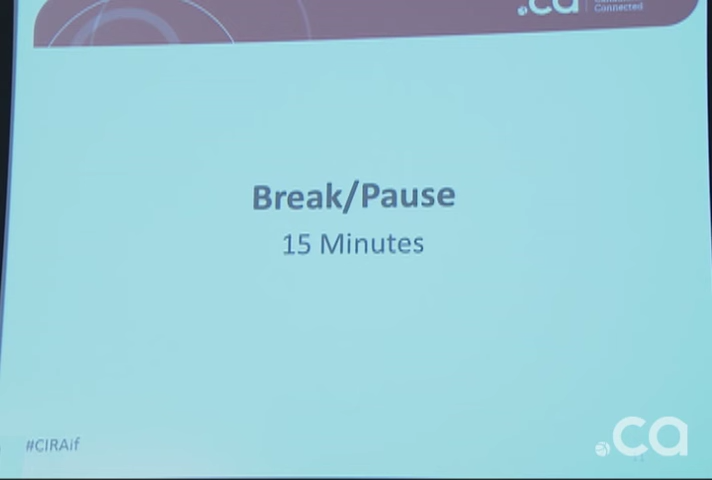 .ca
Connected
Break/Pause
15 Minutes
#CIRAif
.ca